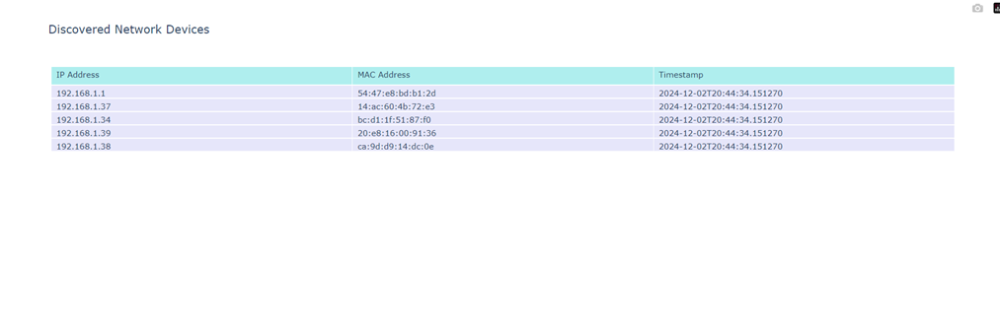 Discovered Network Devices
IP Address MAC Address Timestamp
192.168.1.1 54:47:e8:bd:b1:2d 2024-12-02T20:44:34.151270
192.168.1.37 14:ac:60:4b:72:e3 2024-12-02T20:44:34.151270
192.168.1.34 bc:d1:1f:51:87:f0 2024-12-02T20:44:34.151270
192.168.1.39 20:e8:16:00:91:36 2024-12-02T20:44:34.151270
192.168.1.38 ca:9d:d9:14:dc:0e 2024-12-02T20:44:34.151270